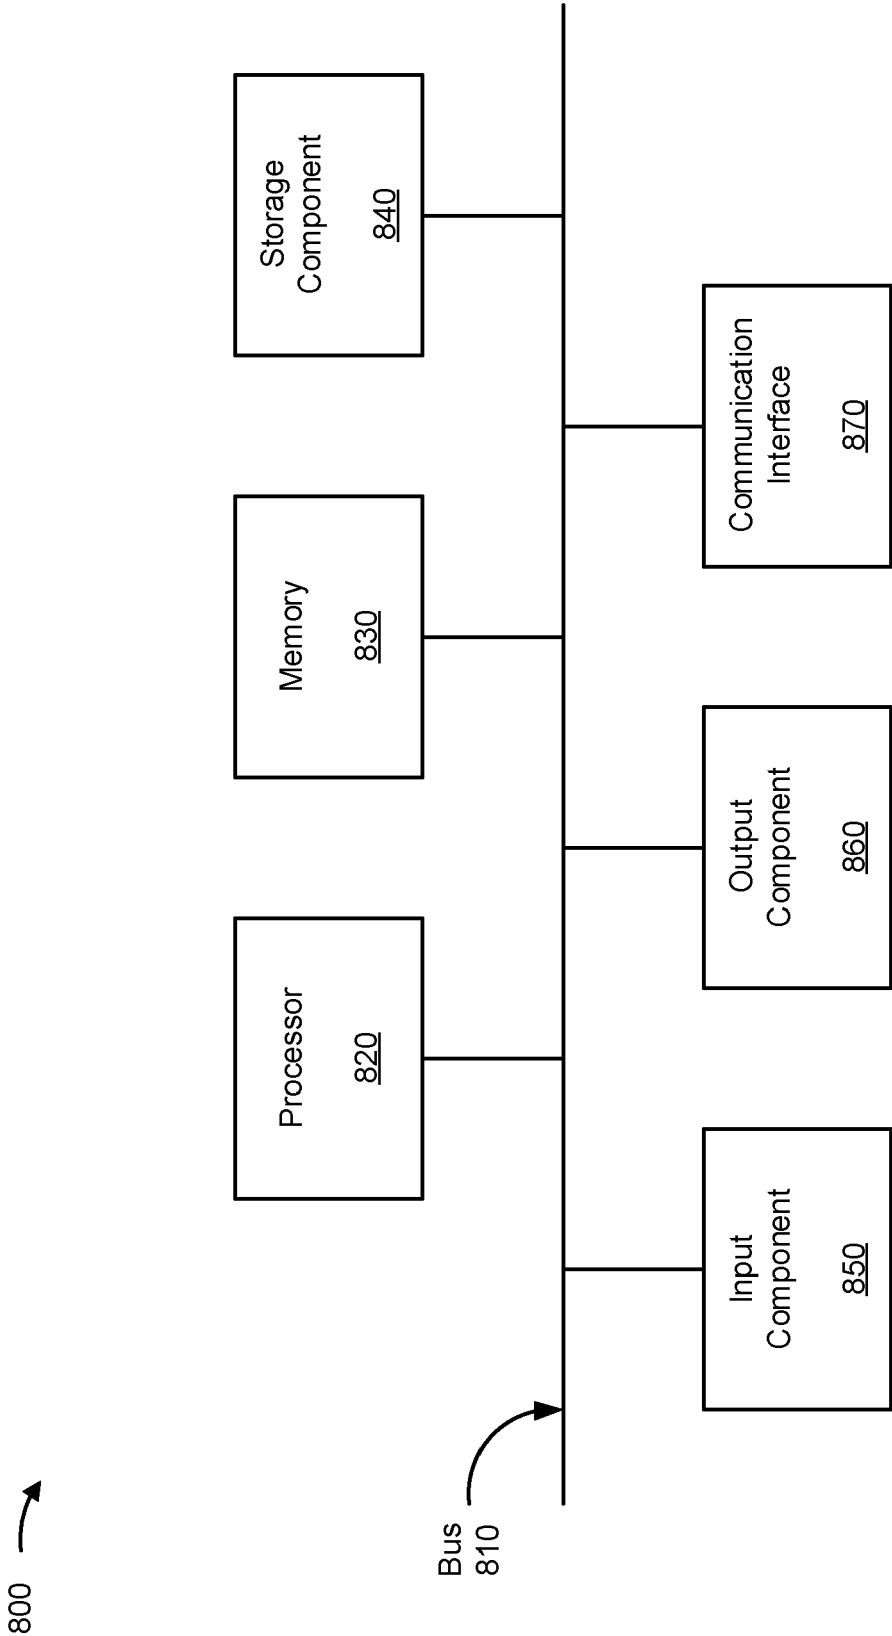 800
Bus
810
Processor
820
Memory
830
Storage
Component
840
Input
Component
850
Output
Component
860
Communication
Interface
870